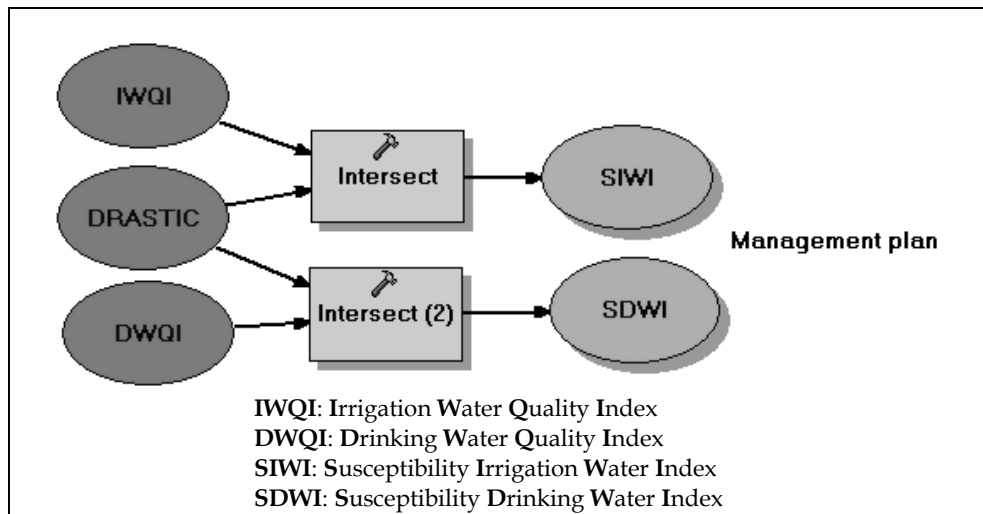 IWQI
Intersect
SIWI
DRASTIC
Management plan
Intersect (2)
SDWI
DWQI
IWQI: Irrigation Water Quality Index
DWQI: Drinking Water Quality Index
SIWI: Susceptibility Irrigation Water Index
SDWI: Susceptibility Drinking Water Index